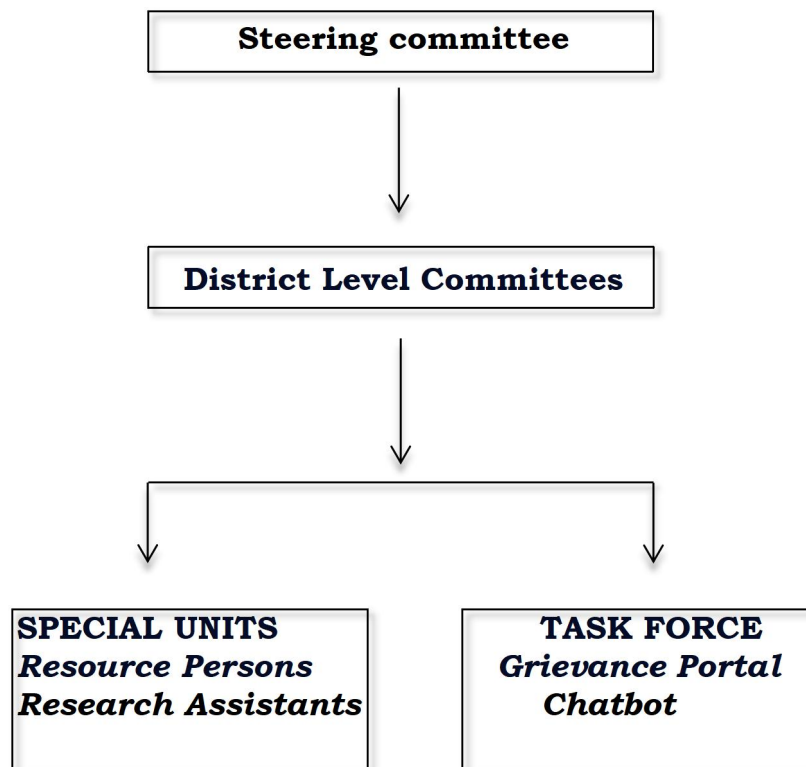 Steering committee
District Level Committees
SPECIAL UNITS
Resource Persons
Research Assistants
TASK FORCE
Grievance Portal
Chatbot